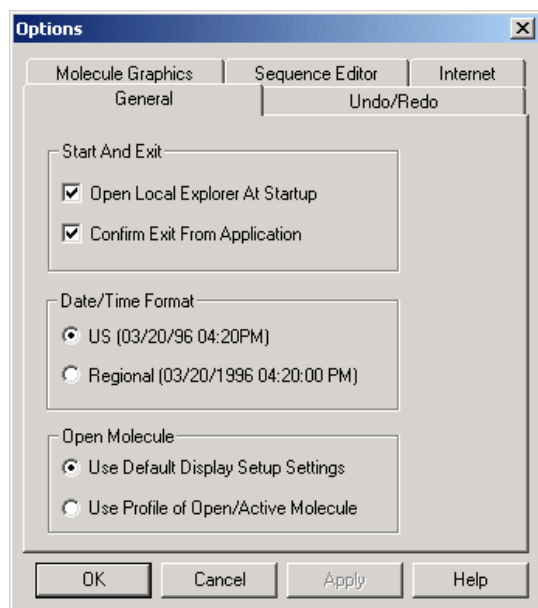 Options
Molecule Graphics
Sequence Editor
Internet
General
Undo/Redo
Start And Exit
Open Local Explorer At Startup
Confirm Exit From Application
Date/Time Format
US (03/20/96 04:20PM)
Regional (03/20/1996 04:20:00 PM)
Open Molecule
Use Default Display Setup Settings
Use Profile of Open/Active Molecule
OK
Cancel
Apply
Help